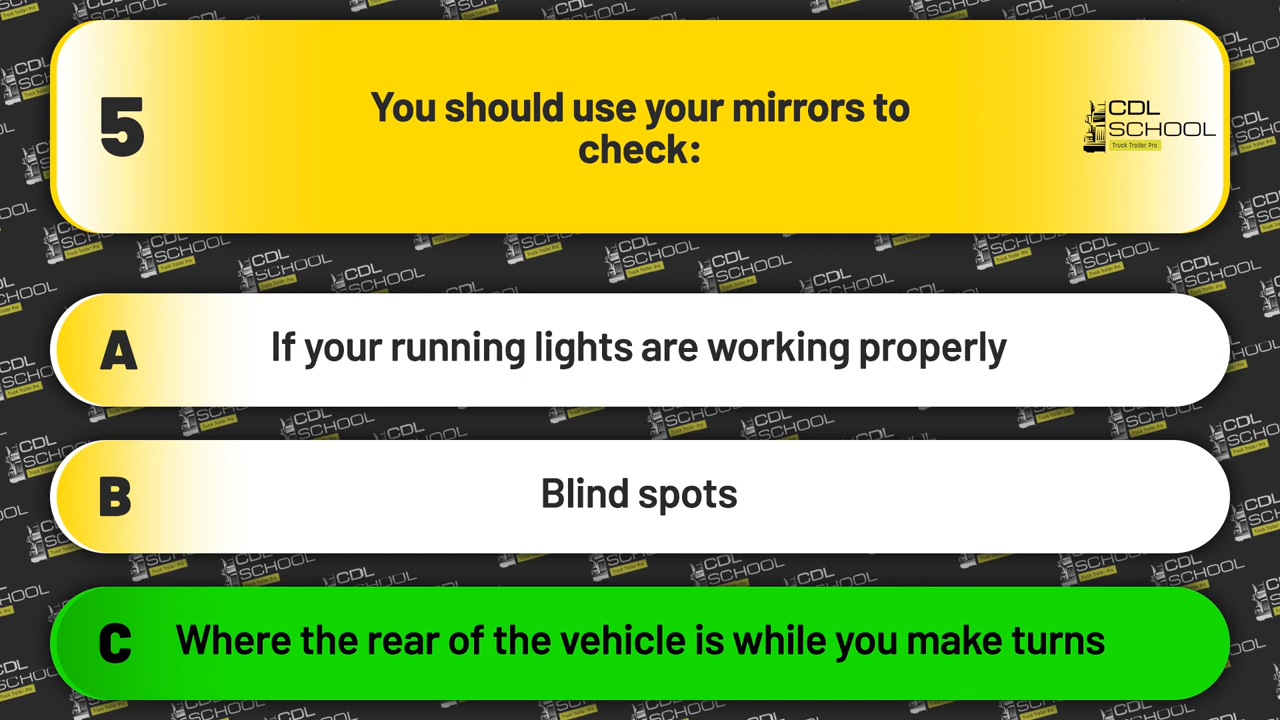 5
You should use your mirrors to
check:
CDL
SCHOOL
Truck Trailer Pro
A
If your running lights are working properly
B
Blind spots
C
Where the rear of the vehicle is while you make turns